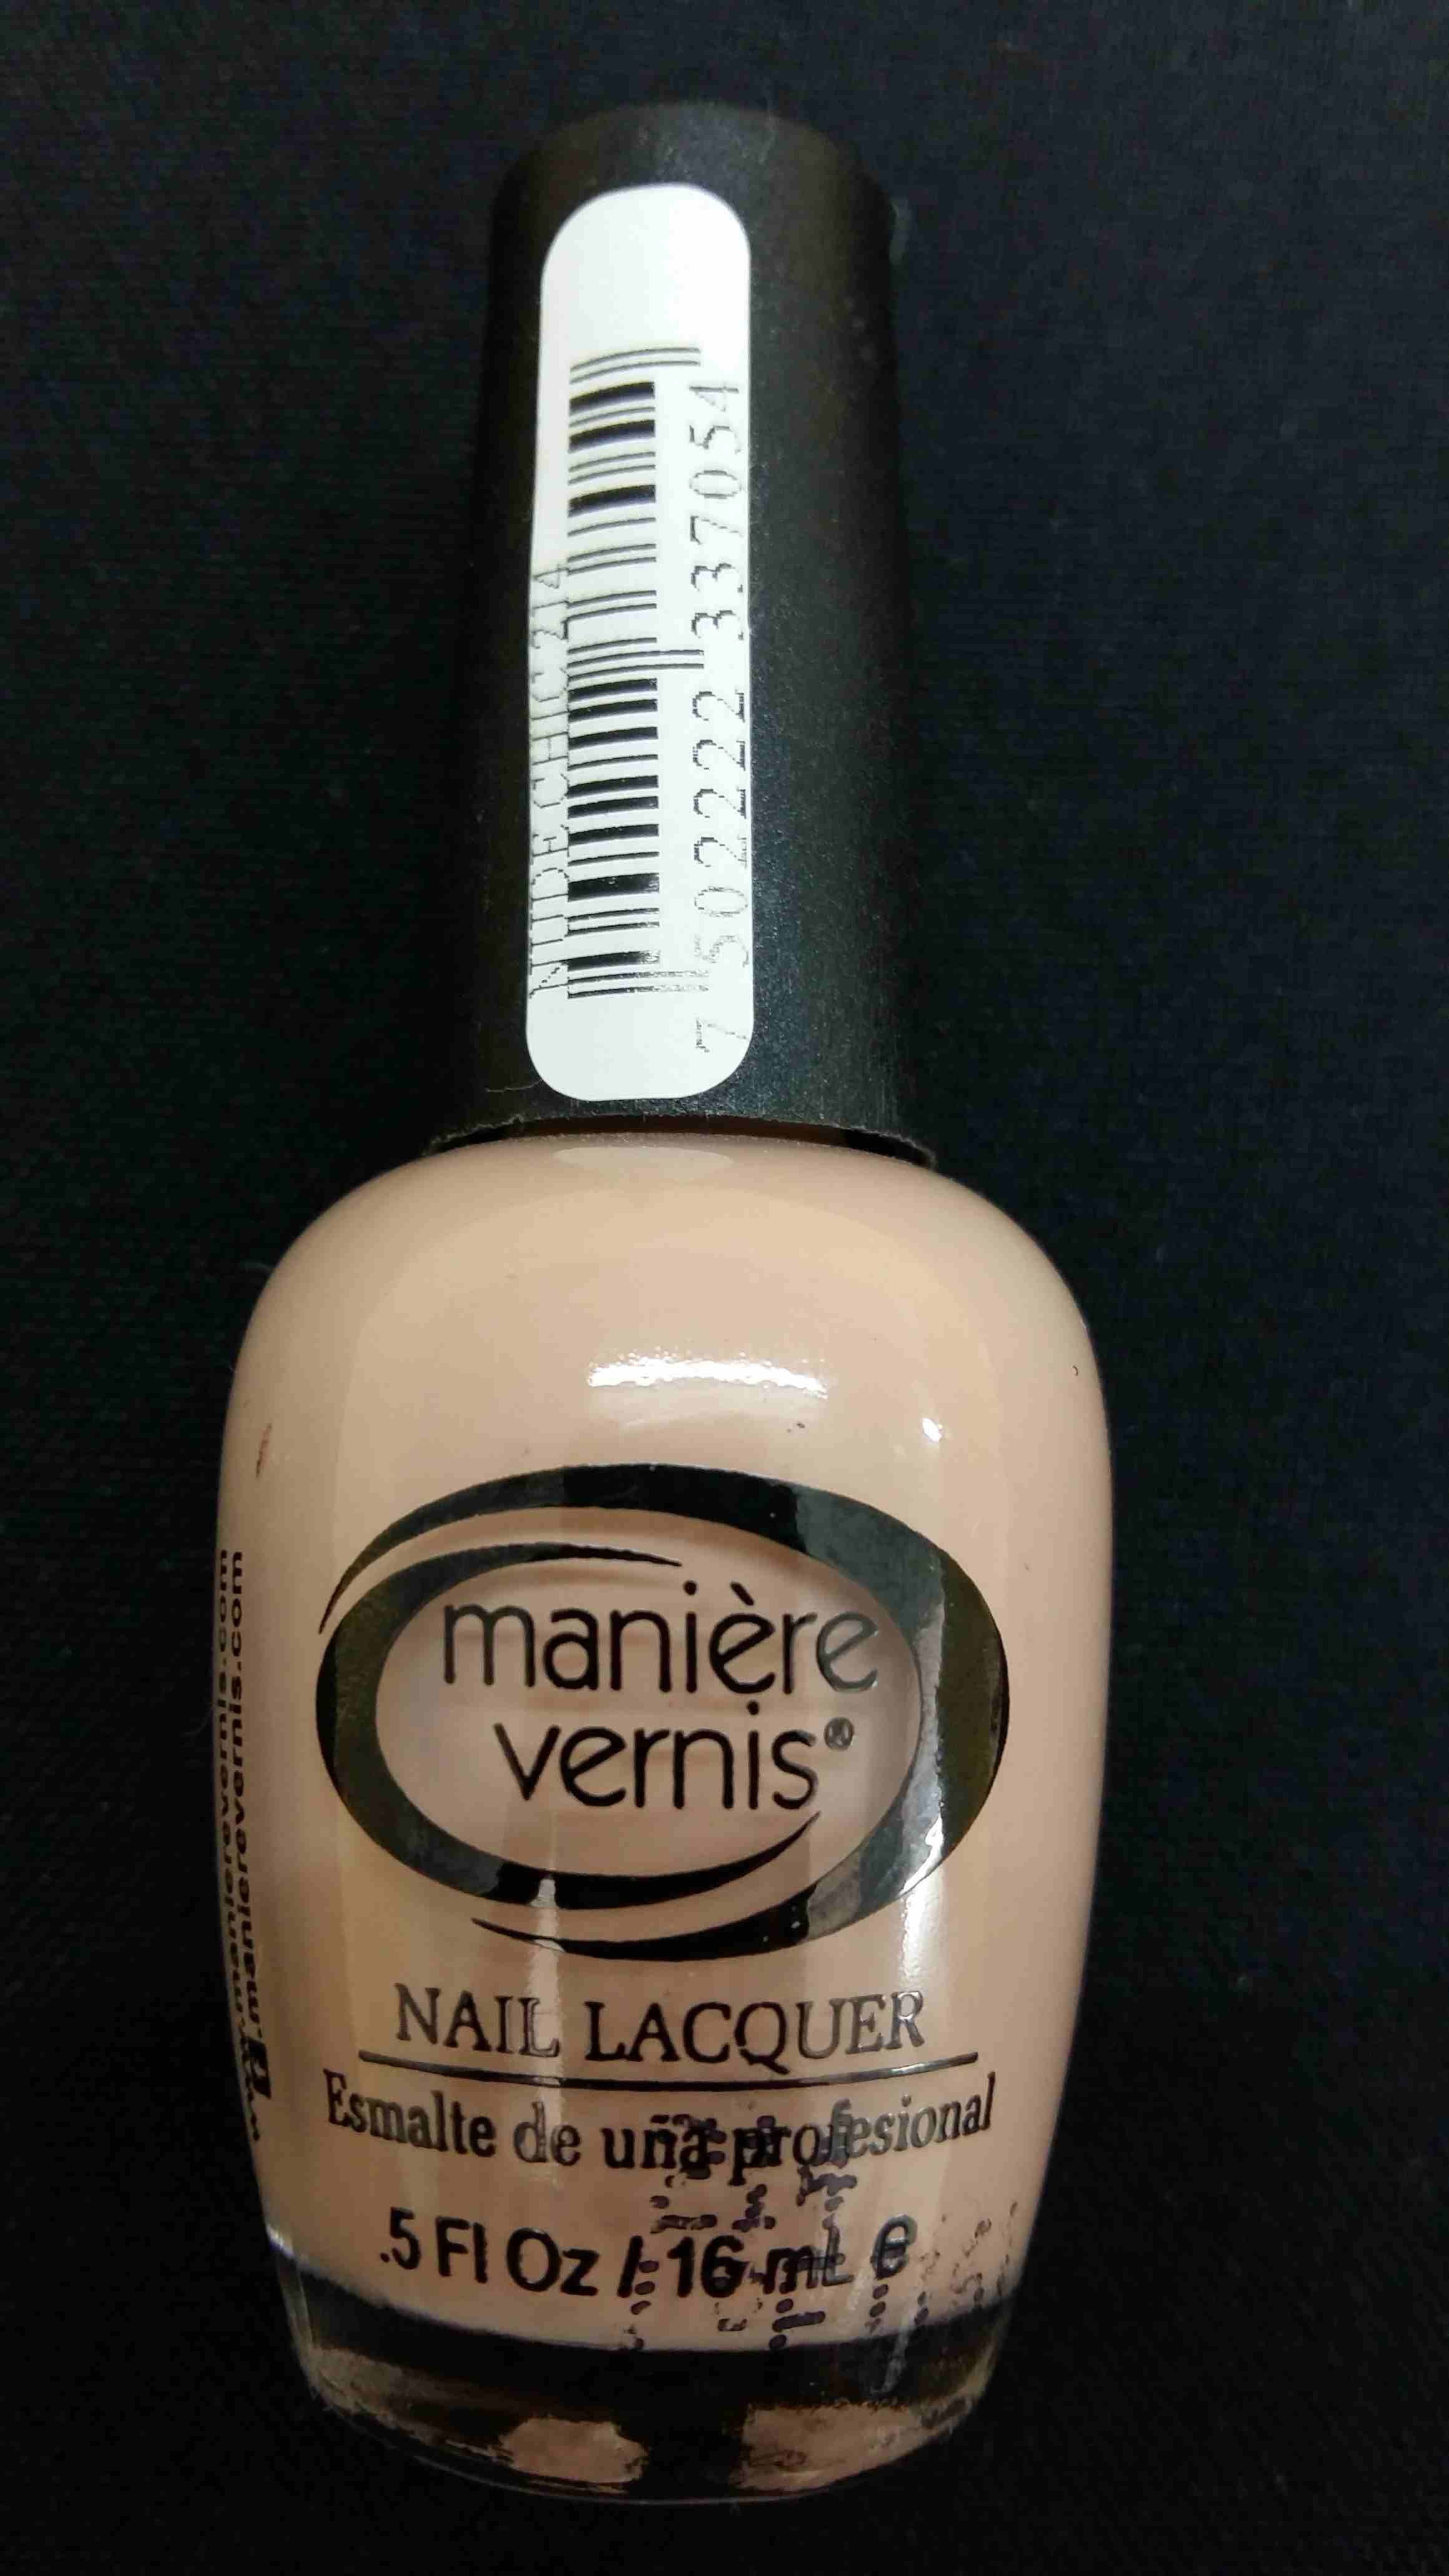 NUDE CHIC 214
7 502222 337054
manière
vernis®
NAIL LACQUER
Esmalte de uña profesional
.5 Fl Oz / 16 mL e
www.manierevernis.com
f.manierevernis.com